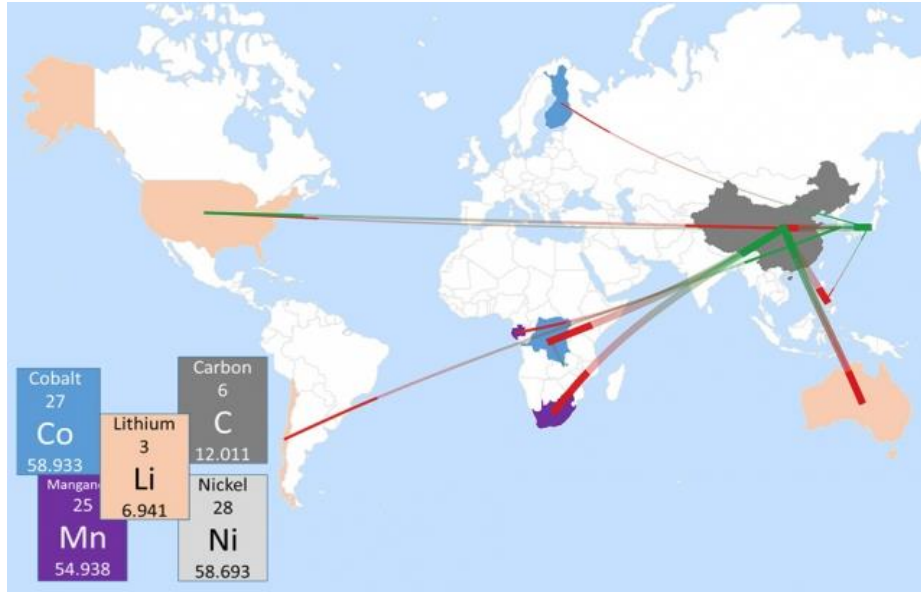 Cobalt
27
Co
58.933
Carbon
6
C
12.011
Lithium
3
Li
6.941
Mangan
25
Mn
54.938
Nickel
28
Ni
58.693